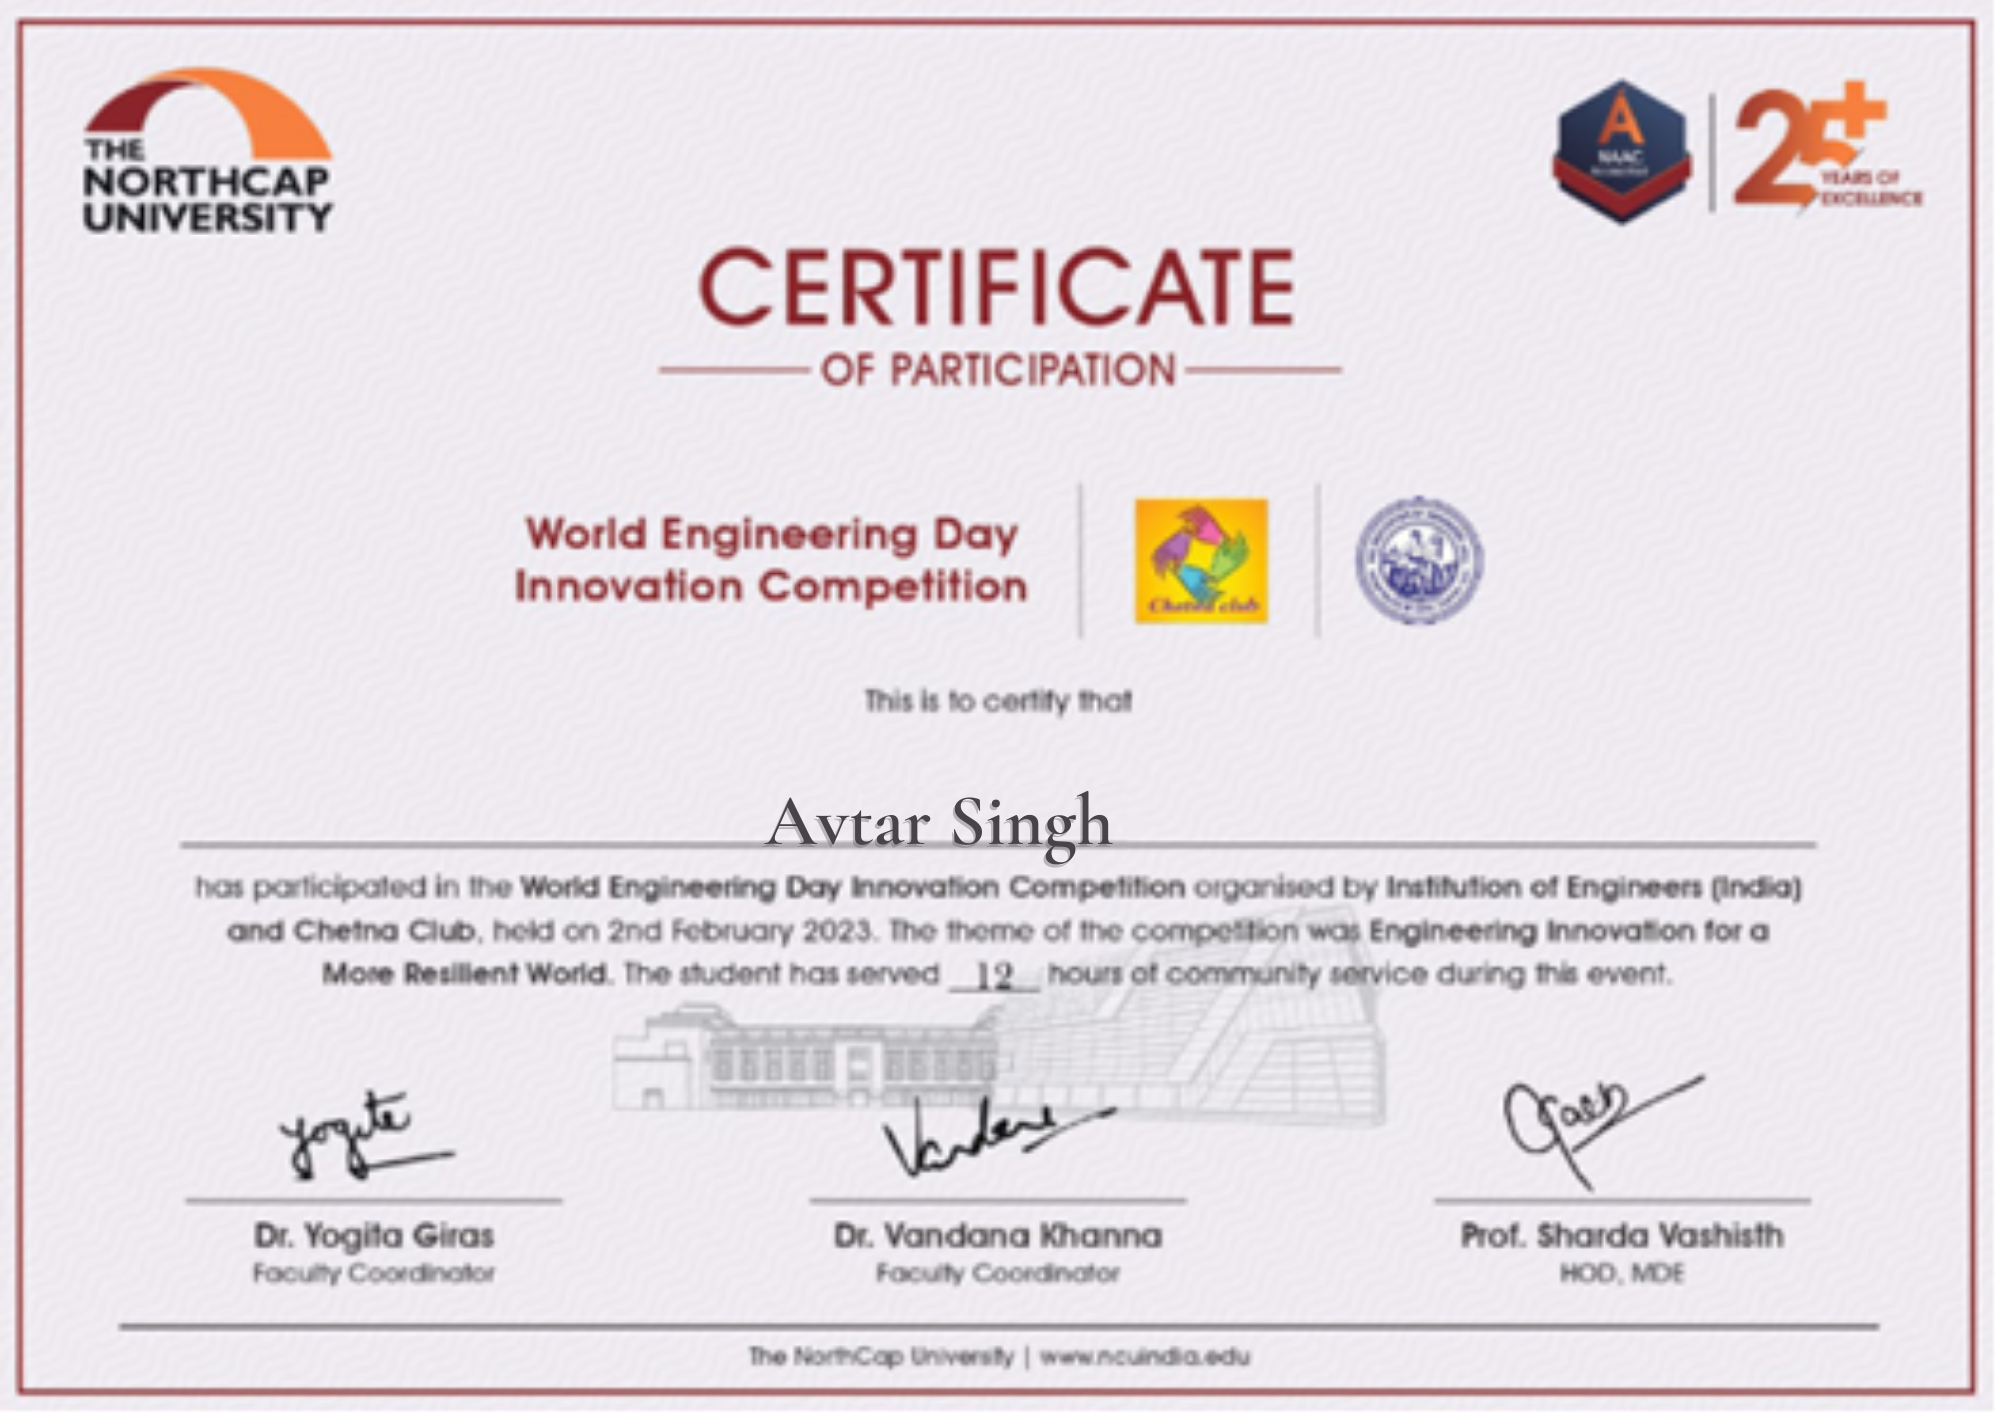 THE
NORTHCAP
UNIVERSITY
A
NAAC
25+
YEARS OF
EXCELLENCE
CERTIFICATE
OF PARTICIPATION
World Engineering Day
Innovation Competition
Chetna club
This is to certify that
Avtar Singh
has participated in the World Engineering Day Innovation Competition organised by Institution of Engineers (India)
and Chetna Club, held on 2nd February 2023. The theme of the competition was Engineering Innovation for a
More Resilient World. The student has served 12 hours of community service during this event.
Yogita
Vandana
Dr. Yogita Giras
Dr. Vandana Khanna
Prof. Sharda Vashisth
Faculty Coordinator
Faculty Coordinator
HOD, MDE
The NorthCap University | www.ncuindia.edu